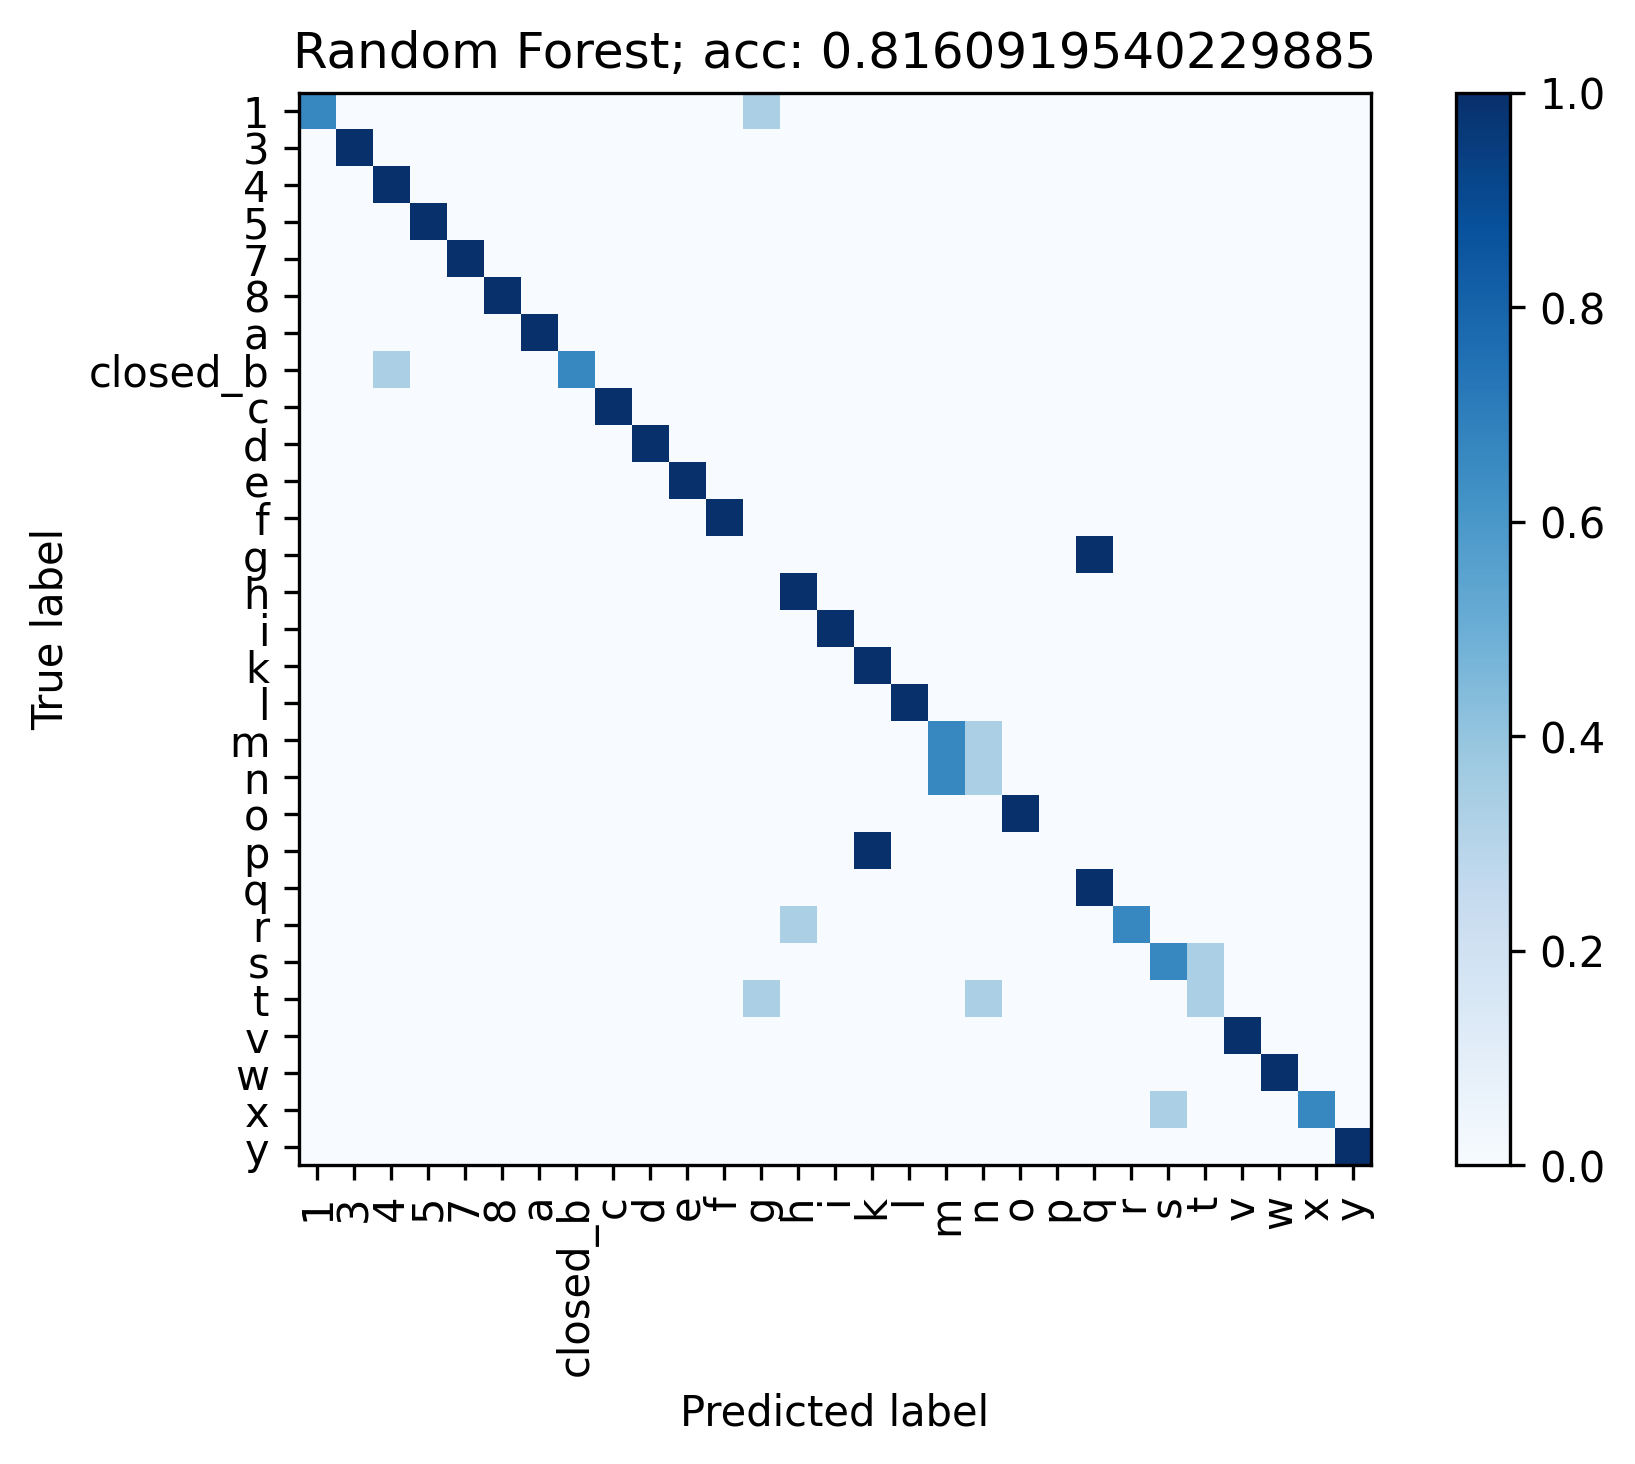 Random Forest; acc: 0.8160919540229885
True label
1
3
4
5
7
8
a
closed_b
c
d
e
f
g
h
i
k
l
m
n
o
p
q
r
s
t
v
w
x
y
1 3 4 5 7 8 a closed_b c d e f g h i k l m n o p q r s t v w x y
Predicted label
1.0
0.8
0.6
0.4
0.2
0.0